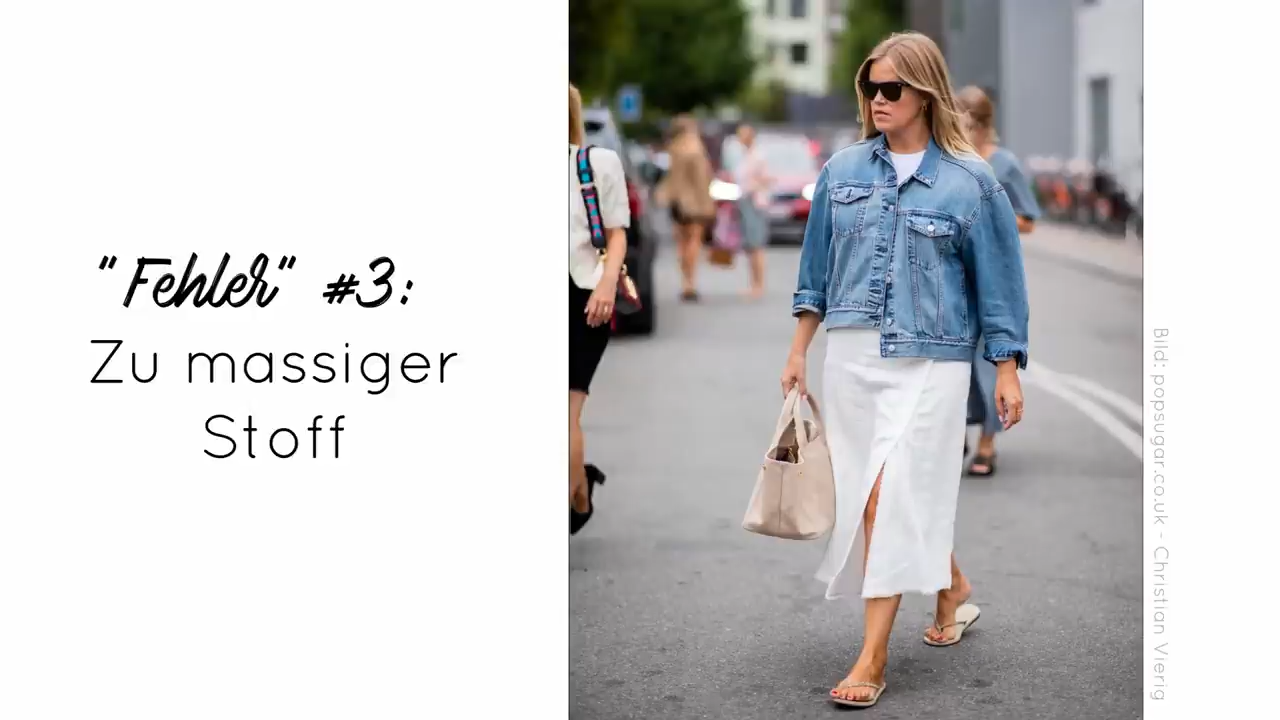 "Fehler" #3:
Zu massiger
Stoff
Bild: popsugar.co.uk - Christian Vierig